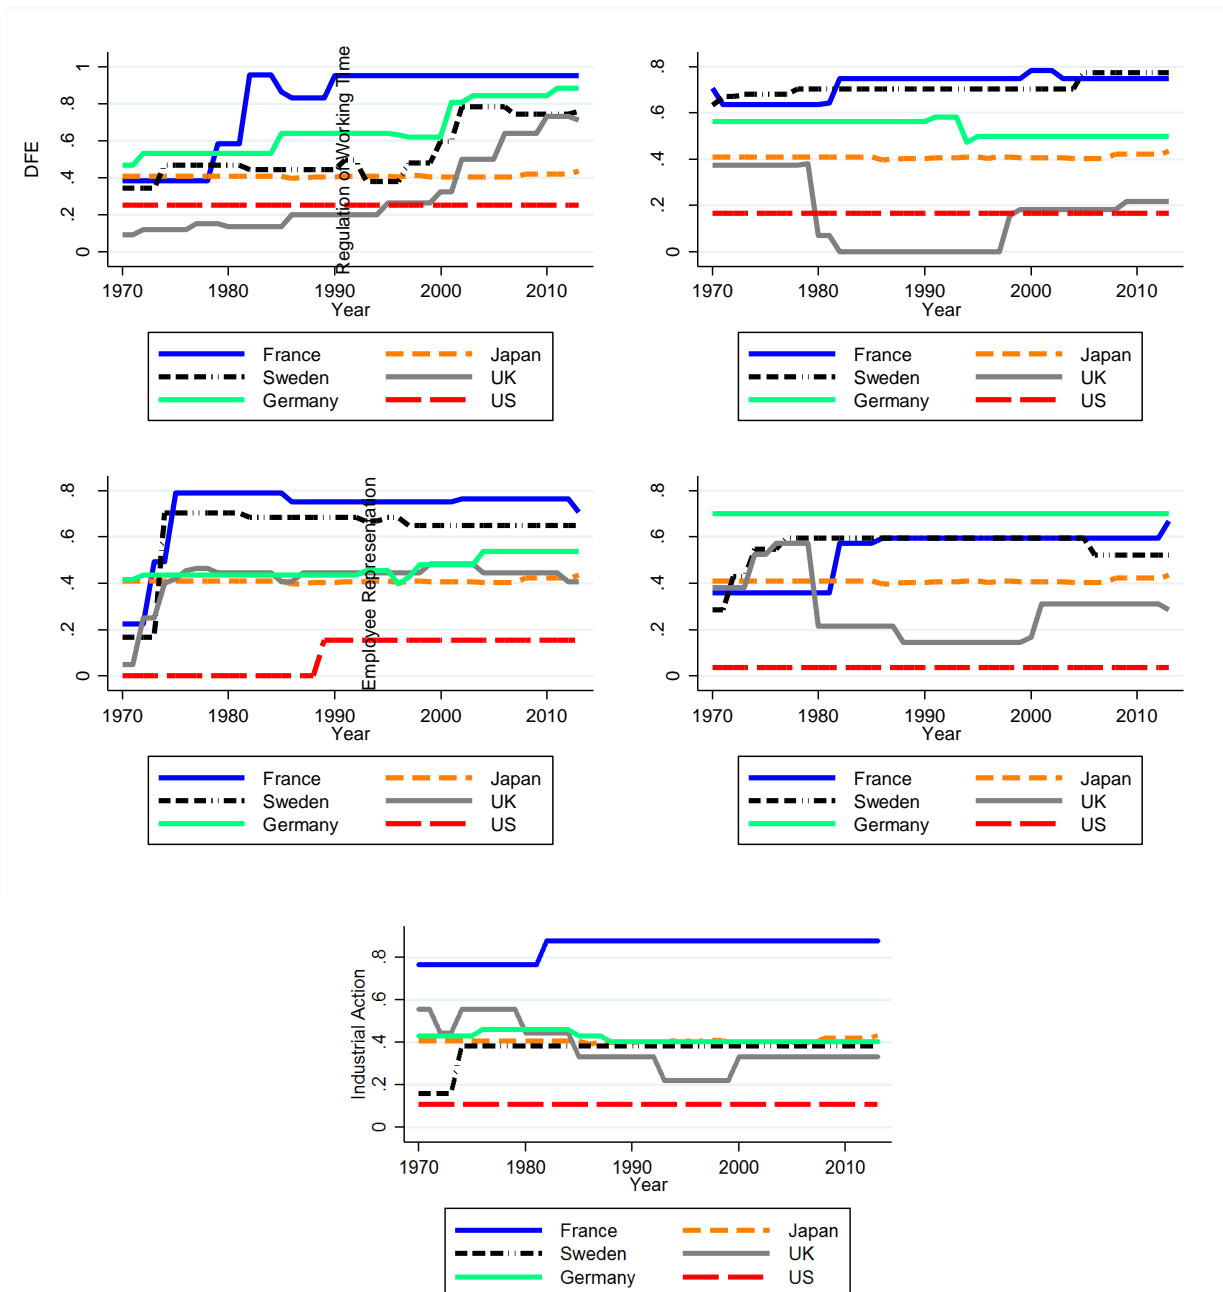 DFE
1
.8
.6
.4
.2
0
1970 1980 1990 2000 2010
Year
France Japan
Sweden UK
Germany US
Regulation of Working Time
.8
.6
.4
.2
0
1970 1980 1990 2000 2010
Year
France Japan
Sweden UK
Germany US
.8
.6
.4
.2
0
1970 1980 1990 2000 2010
Year
France Japan
Sweden UK
Germany US
Employee Representation
.8
.6
.4
.2
0
1970 1980 1990 2000 2010
Year
France Japan
Sweden UK
Germany US
Industrial Action
.8
.6
.4
.2
0
1970 1980 1990 2000 2010
Year
France Japan
Sweden UK
Germany US